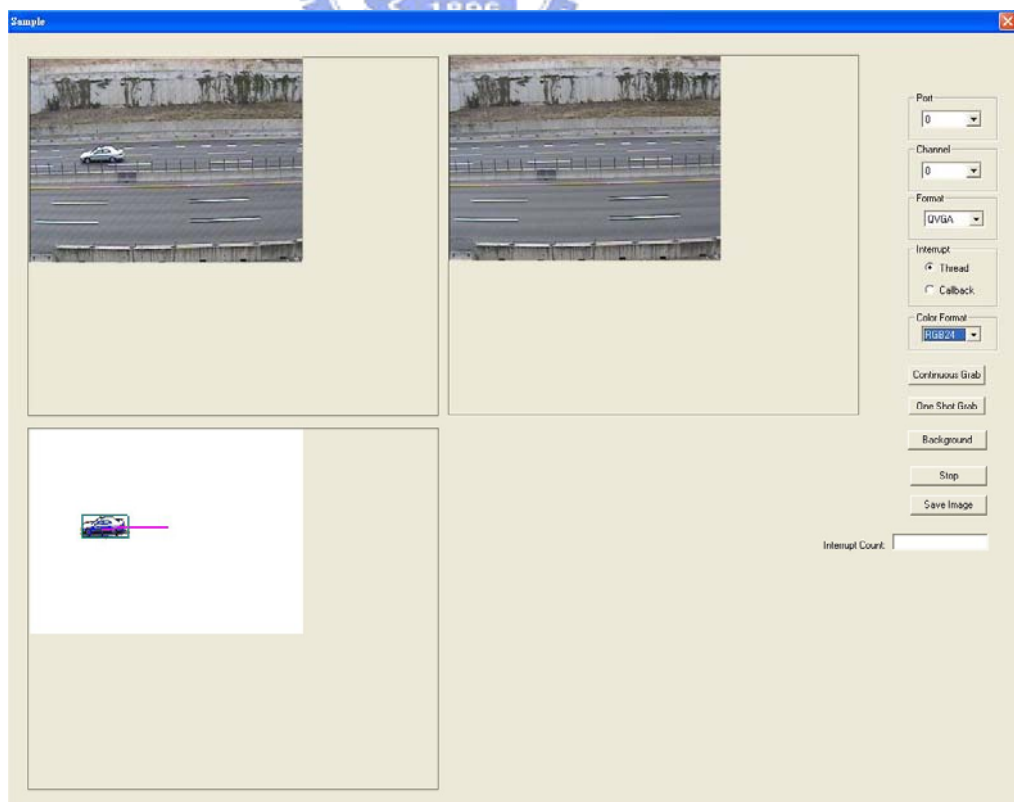 1896
Sample
Port
0
Channel
0
Format
QVGA
Interrupt
Thread
Callback
Color Format
RGB24
Continuous Grab
One Shot Grab
Background
Stop
Save Image
Interrupt Count: